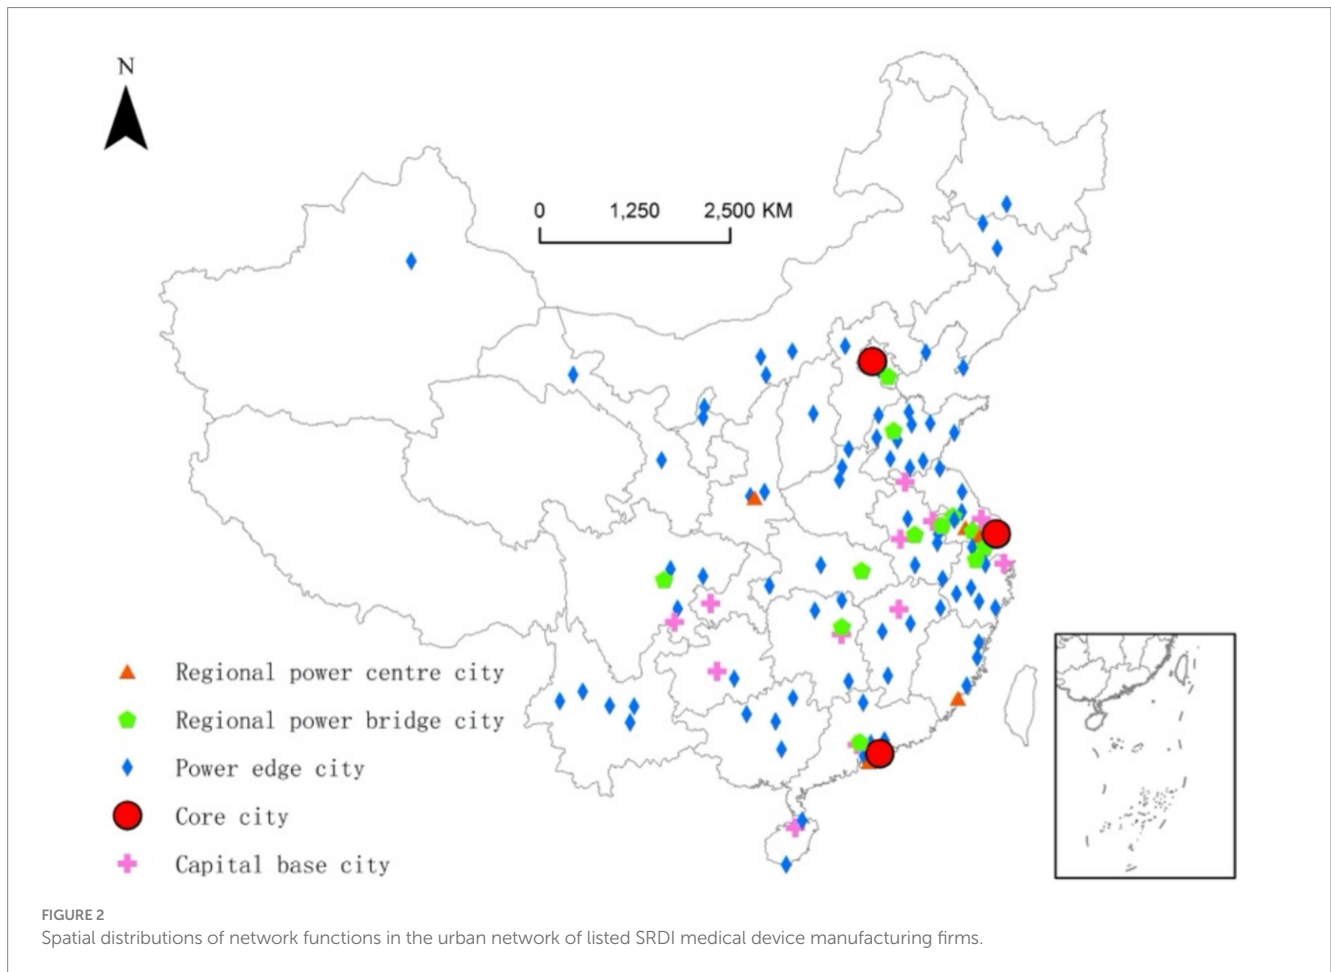 N
0 1,250 2,500 KM
Regional power centre city
Regional power bridge city
Power edge city
Core city
Capital base city
FIGURE 2
Spatial distributions of network functions in the urban network of listed SRDI medical device manufacturing firms.